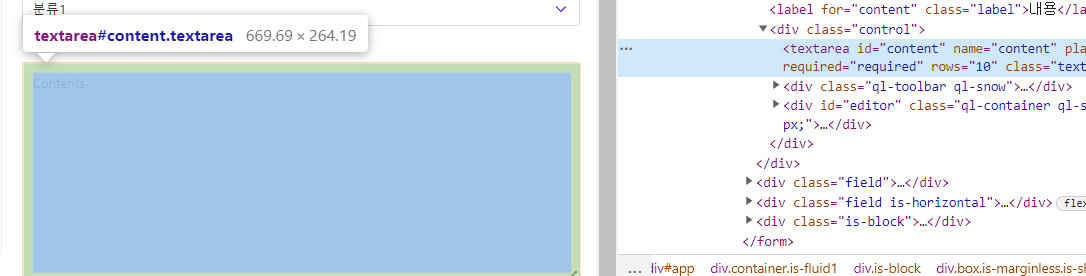 분류1
textarea#content.textarea 669.69 × 264.19
Contents
<label for="content" class="label">내용</la
▼<div class="control">
… <textarea id="content" name="content" pla
required="required" rows="10" class="text
▶<div class="ql-toolbar ql-snow">…</div>
▶<div id="editor" class="ql-container ql-s
px;">…</div>
</div>
</div>
▶<div class="field">…</div>
▶<div class="field is-horizontal">…</div> flex
▶<div class="is-block">…</div>
</form>
… div#app div.container.is-fluid1 div.is-block div.box.is-marginless.is-s